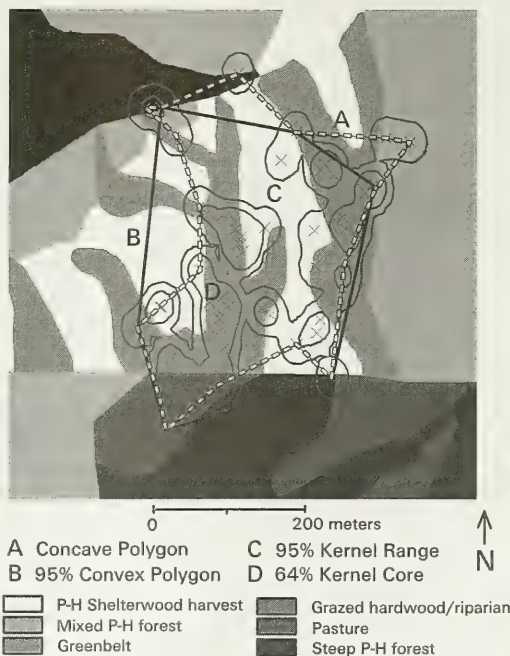 A
C
B
D
0 200 meters
N
A Concave Polygon
B 95% Convex Polygon
C 95% Kernel Range
D 64% Kernel Core
P-H Shelterwood harvest
Mixed P-H forest
Greenbelt
Grazed hardwood/riparian
Pasture
Steep P-H forest